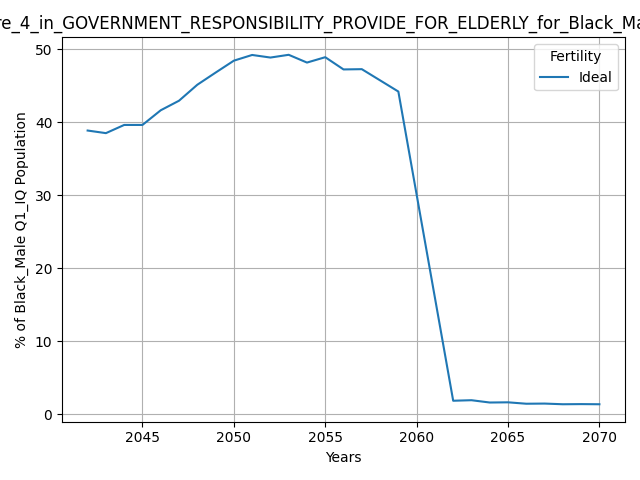 re_4_in_GOVERNMENT_RESPONSIBILITY_PROVIDE_FOR_ELDERLY_for_Black_Ma
Fertility
Ideal
% of Black_Male Q1_IQ Population
50
40
30
20
10
0
2045 2050 2055 2060 2065 2070
Years